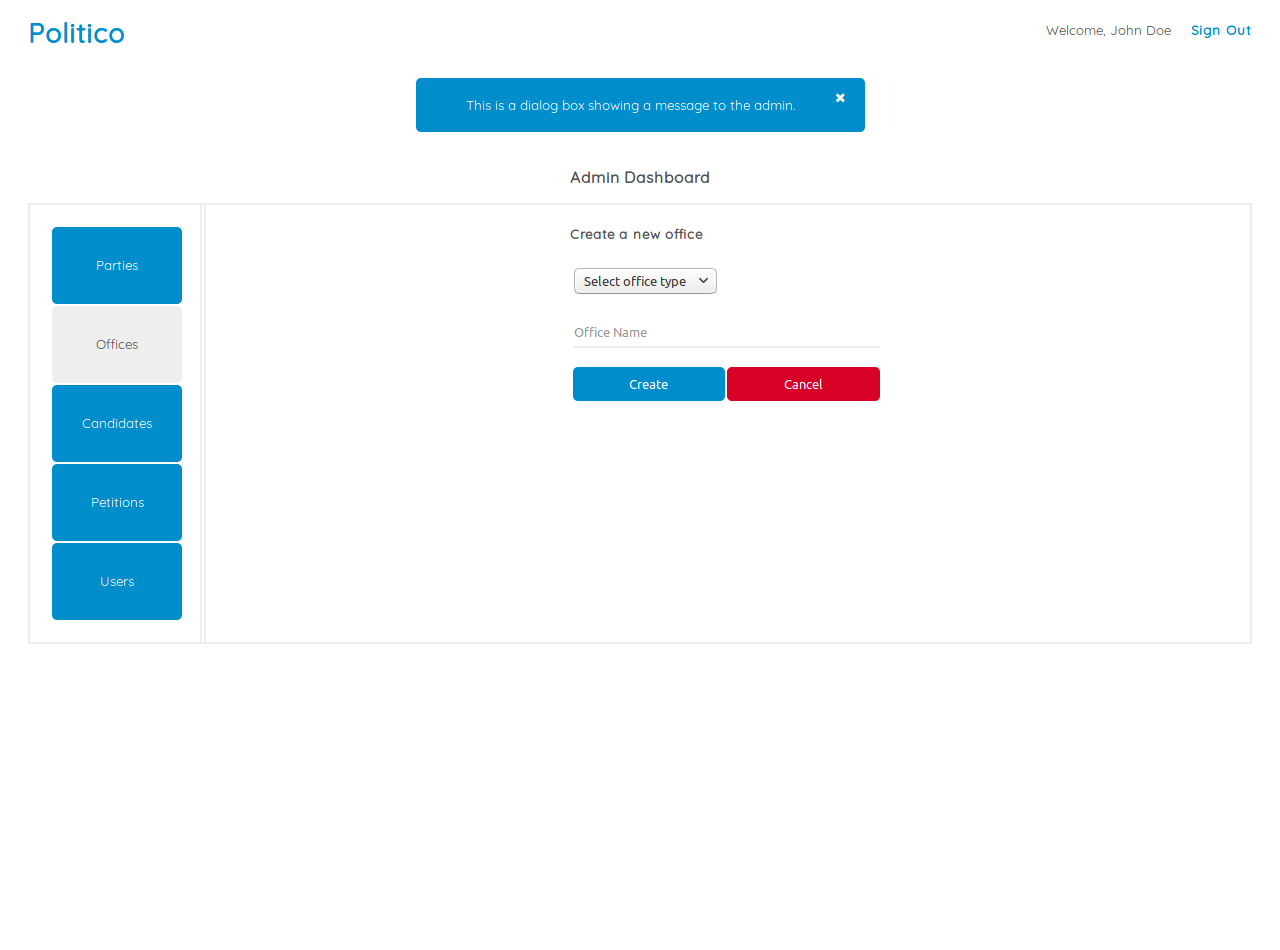 Politico
Welcome, John Doe
Sign Out
This is a dialog box showing a message to the admin.
Admin Dashboard
Parties
Offices
Candidates
Petitions
Users
Create a new office
Select office type
Office Name
Create
Cancel